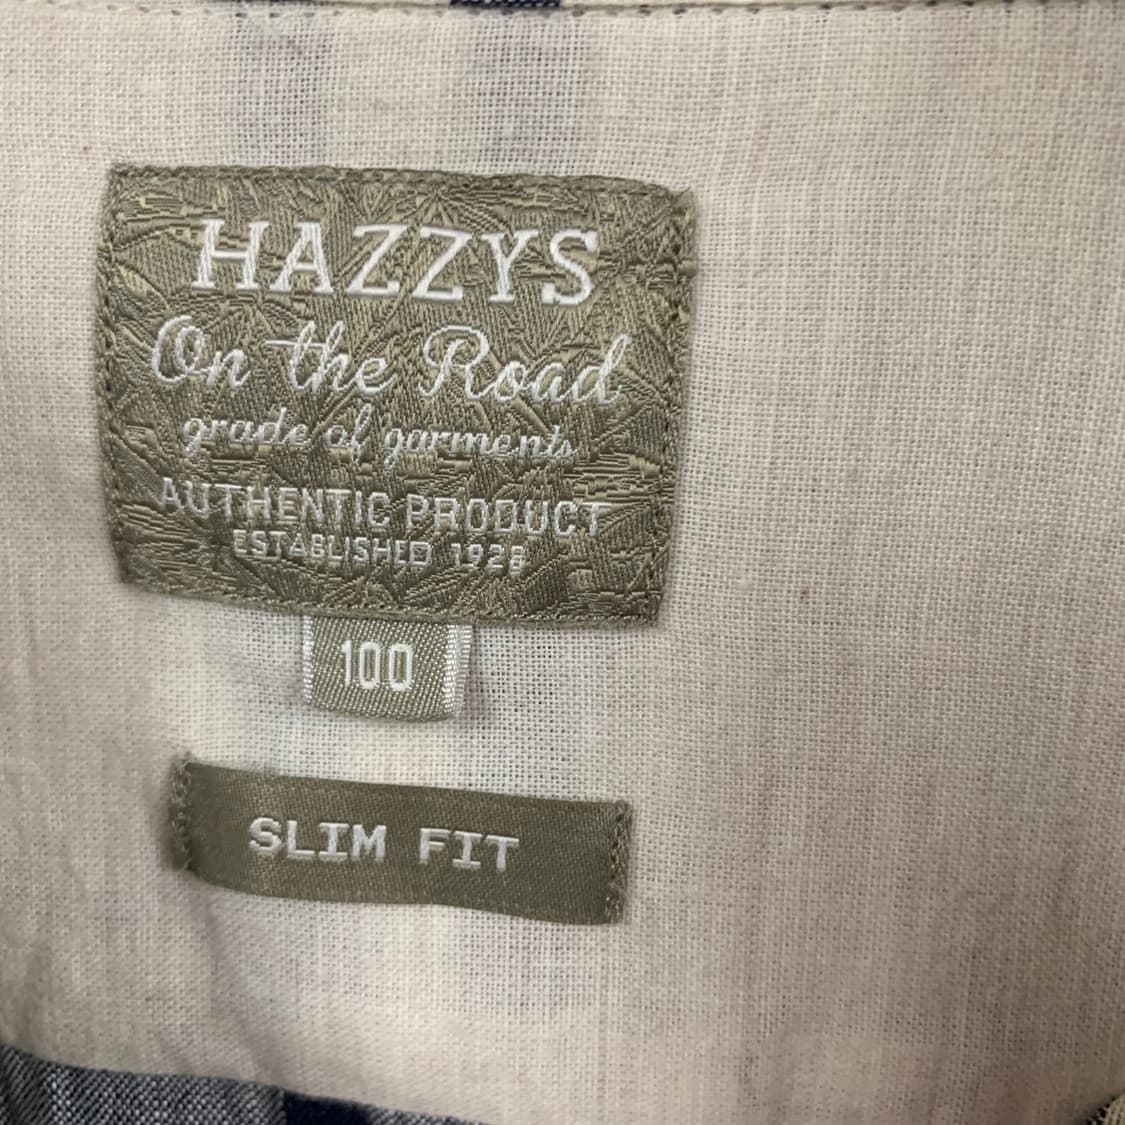 HAZZYS
On the Road
grade of garments
AUTHENTIC PRODUCT
ESTABLISHED 1928
100
SLIM FIT